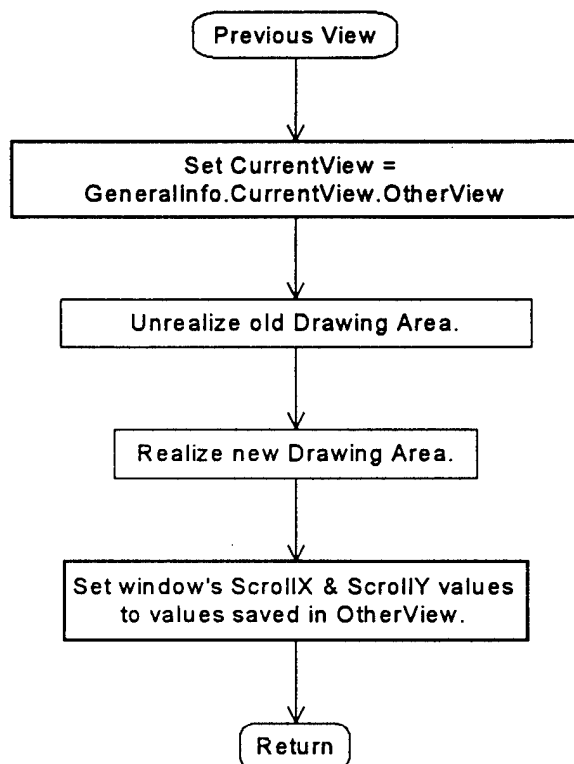 Previous View
Set CurrentView =
GeneralInfo.CurrentView.OtherView
Unrealize old Drawing Area.
Realize new Drawing Area.
Set window's ScrollX & ScrollY values
to values saved in OtherView.
Return